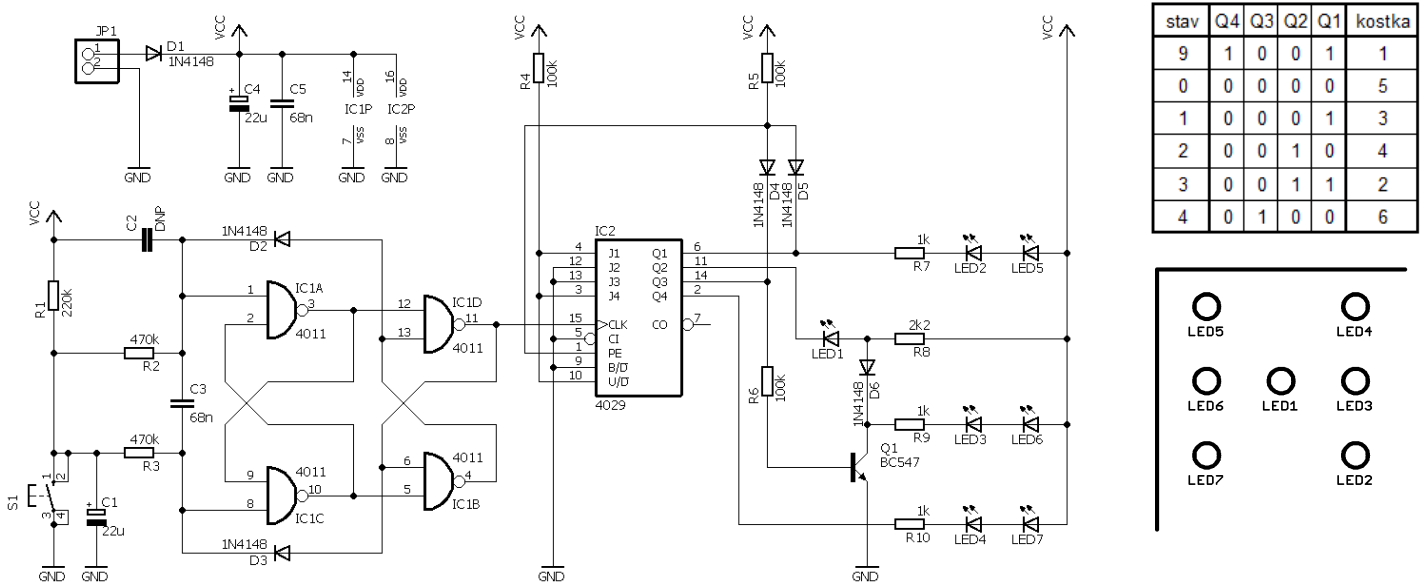 JP1
1
2
D1
1N4148
VCC
+
C4
22u
C5
68n
14
VDD
IC1P
VSS
7
16
VDD
IC2P
VSS
8
GND
GND
GND
GND
GND
VCC
R1
220k
C2
DNP
1N4148
D2
470k
R2
C3
68n
470k
R3
S1
1
2
3
4
+
C1
22u
GND
GND
1N4148
D3
IC1A
1
2
3
4011
IC1D
12
13
11
4011
4011
9
8
10
IC1C
4011
6
5
4
IC1B
VCC
R4
100k
IC2
4 J1 Q1 6
12 J2 Q2 11
13 J3 Q3 14
3 J4 Q4 2
15 CLK CO 7
5 CI
1 PE
9 B/D
10 U/D
4029
GND
VCC
R5
100k
1N4148
D4
1N4148
D5
R6
100k
VCC
1k
R7
LED2
LED5
LED1
2k2
R8
1N4148
D6
1k
R9
LED3
LED6
Q1
BC547
1k
R10
LED4
LED7
GND
stav Q4 Q3 Q2 Q1 kostka
9 1 0 0 1 1
0 0 0 0 0 5
1 0 0 0 1 3
2 0 0 1 0 4
3 0 0 1 1 2
4 0 1 0 0 6
LED5 LED4
LED6 LED1 LED3
LED7 LED2